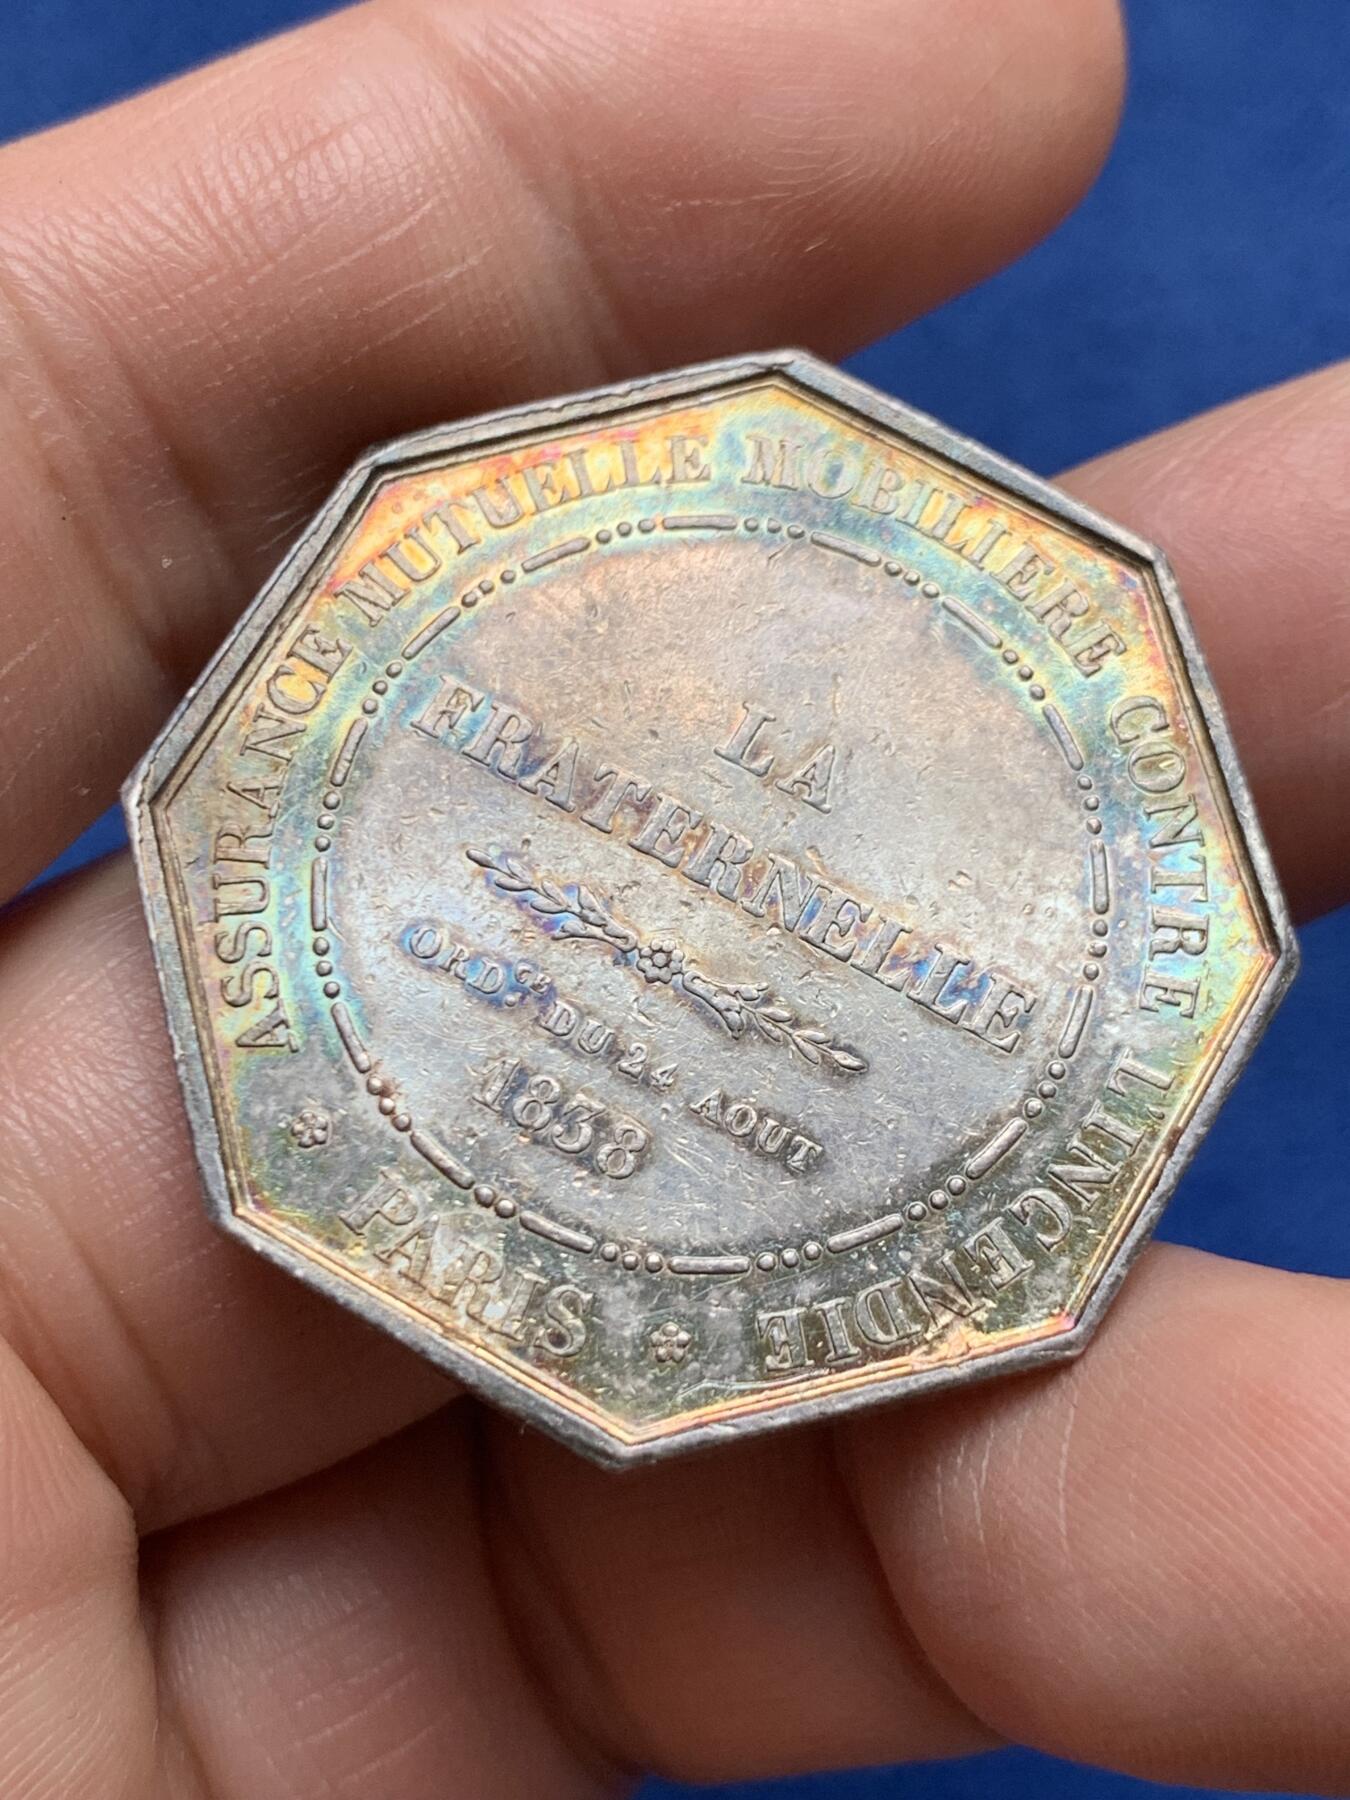 ASSURANCE MUTUELLE MOBILIERE CONTRE L'INCENDIE
LA
FRATERNELLE
ORD.CE DU 24 AOUT
1838
PARIS